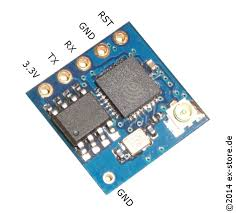 3.3V
TX
RX
GND
RST
GND
©2014 ex-store.de